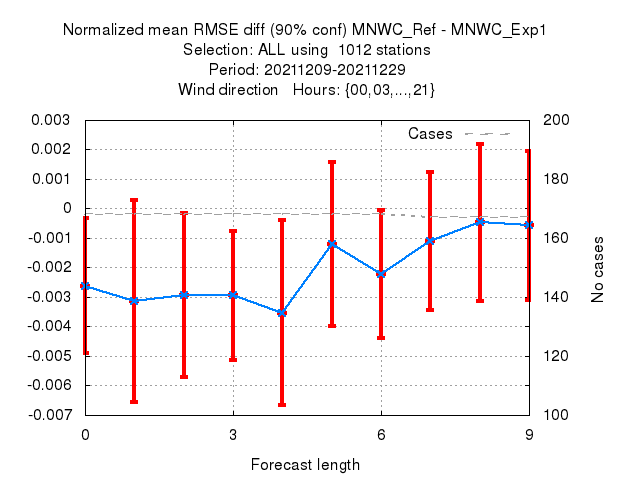 Normalized mean RMSE diff (90% conf) MNWC_Ref - MNWC_Exp1
Selection: ALL using  1012 stations
Period: 20211209-20211229
Wind direction   Hours: {00,03,...,21}
Cases
0.003
0.002
0.001
0
-0.001
-0.002
-0.003
-0.004
-0.005
-0.006
-0.007
200
180
160
140
120
100
No cases
0 3 6 9
Forecast length